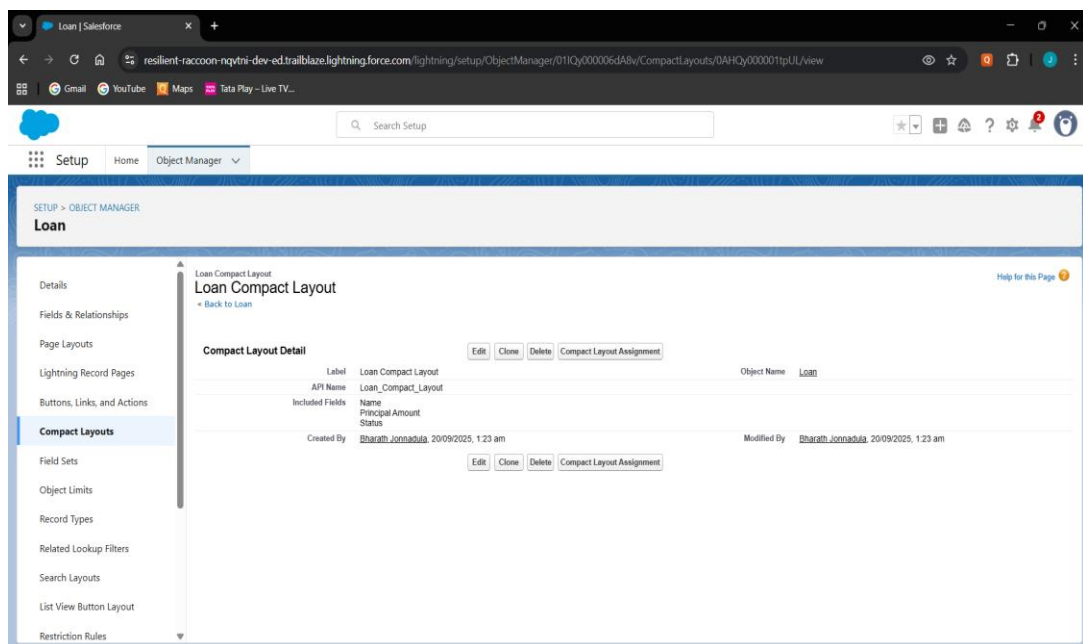 Loan | Salesforce
resilient-raccoon-nqvtni-dev-ed.trailblaze.lightning.force.com/lightning/setup/ObjectManager/01IQy000006dA8v/CompactLayouts/0AHQy000001tpUL/view
Gmail YouTube Maps Tata Play – Live TV...
Search Setup
2
Setup Home Object Manager
SETUP > OBJECT MANAGER
Loan
Details
Fields & Relationships
Page Layouts
Lightning Record Pages
Buttons, Links, and Actions
Compact Layouts
Field Sets
Object Limits
Record Types
Related Lookup Filters
Search Layouts
List View Button Layout
Restriction Rules
Loan Compact Layout
Help for this Page
Loan Compact Layout
« Back to Loan
Compact Layout Detail Edit Clone Delete Compact Layout Assignment
Label Loan Compact Layout Object Name Loan
API Name Loan_Compact_Layout
Included Fields Name
Principal Amount
Status
Created By Bharath Jonnadula, 20/09/2025, 1:23 am Modified By Bharath Jonnadula, 20/09/2025, 1:23 am
Edit Clone Delete Compact Layout Assignment